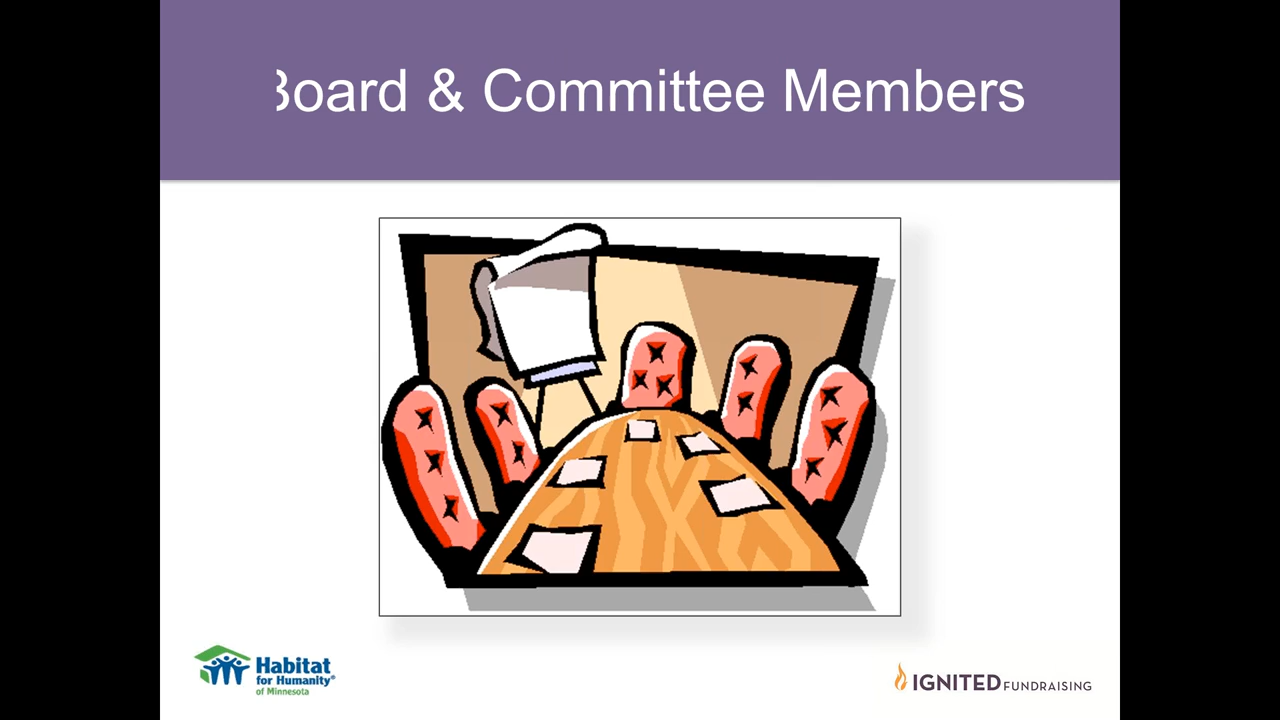 Board & Committee Members
Habitat
for Humanity®
of Minnesota
IGNITED FUNDRAISING